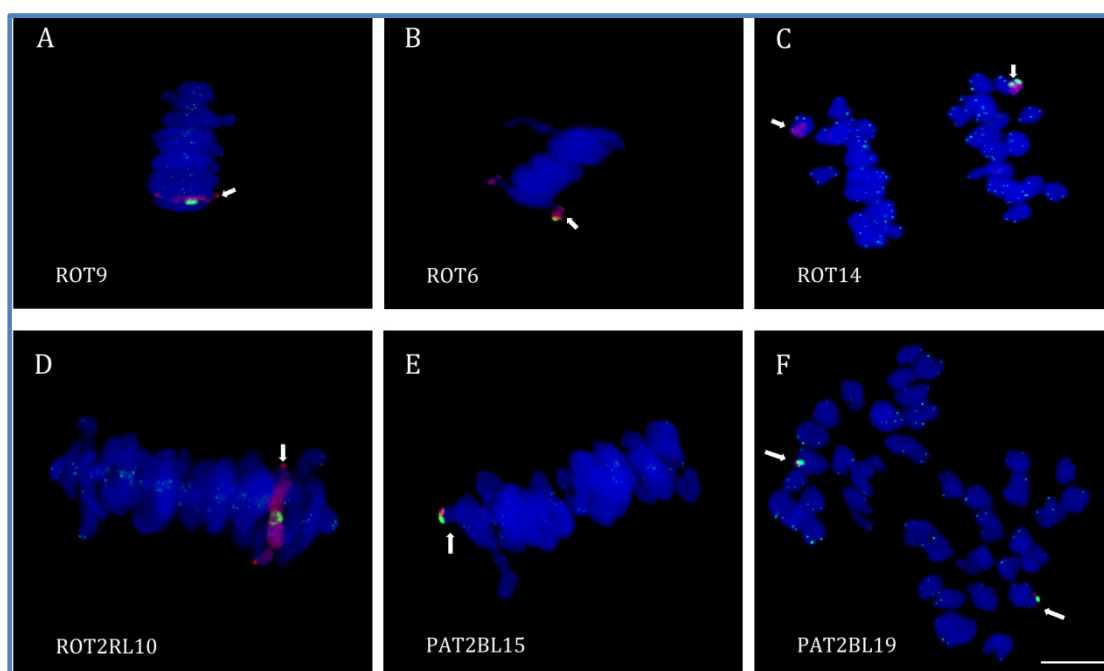 A
B
C
ROT9
ROT6
ROT14
D
E
F
ROT2RL10
PAT2BL15
PAT2BL19